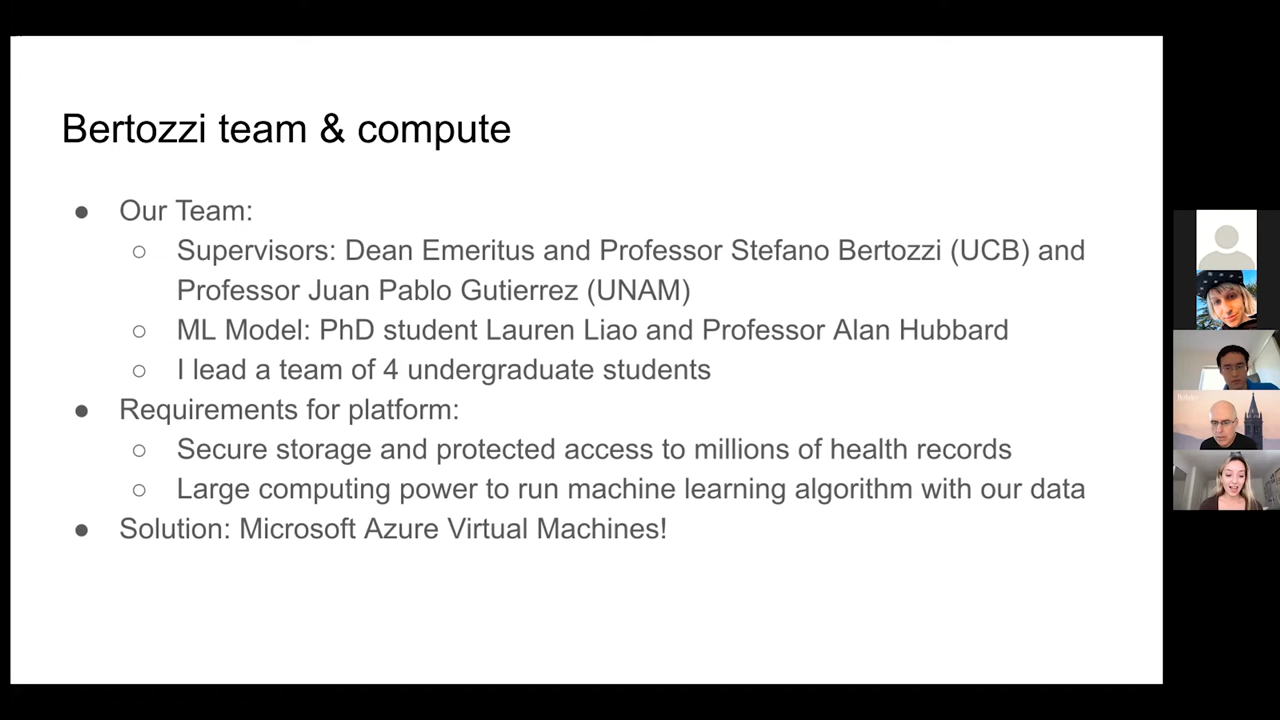 Bertozzi team & compute
● Our Team:
○ Supervisors: Dean Emeritus and Professor Stefano Bertozzi (UCB) and
Professor Juan Pablo Gutierrez (UNAM)
○ ML Model: PhD student Lauren Liao and Professor Alan Hubbard
○ I lead a team of 4 undergraduate students
● Requirements for platform:
○ Secure storage and protected access to millions of health records
○ Large computing power to run machine learning algorithm with our data
● Solution: Microsoft Azure Virtual Machines!